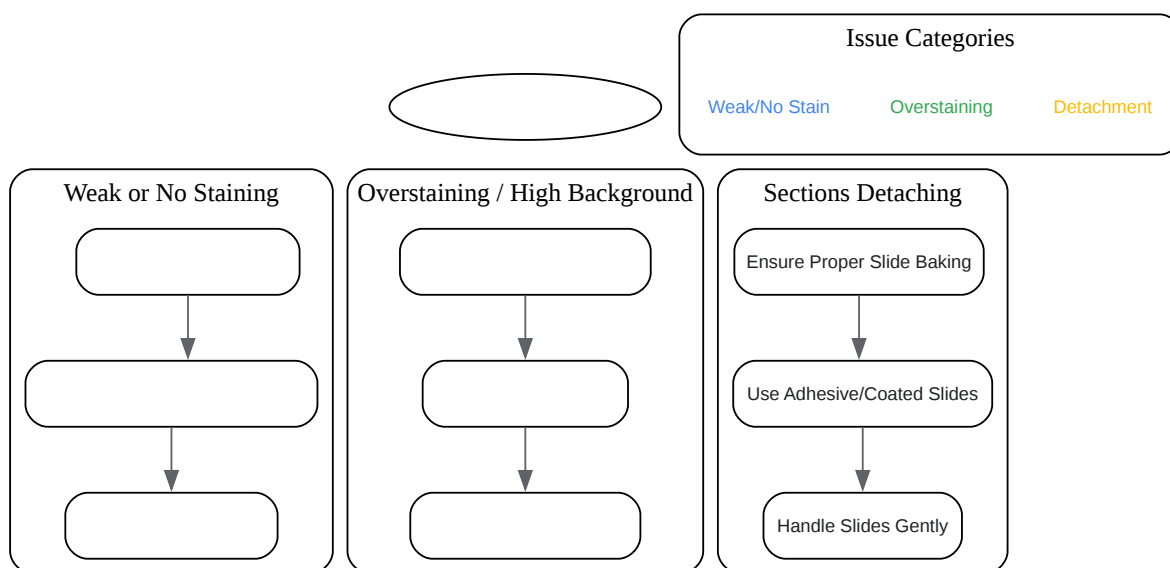 Issue Categories
Weak/No Stain
Overstaining
Detachment
Weak or No Staining
Overstaining / High Background
Sections Detaching
Ensure Proper Slide Baking
Use Adhesive/Coated Slides
Handle Slides Gently